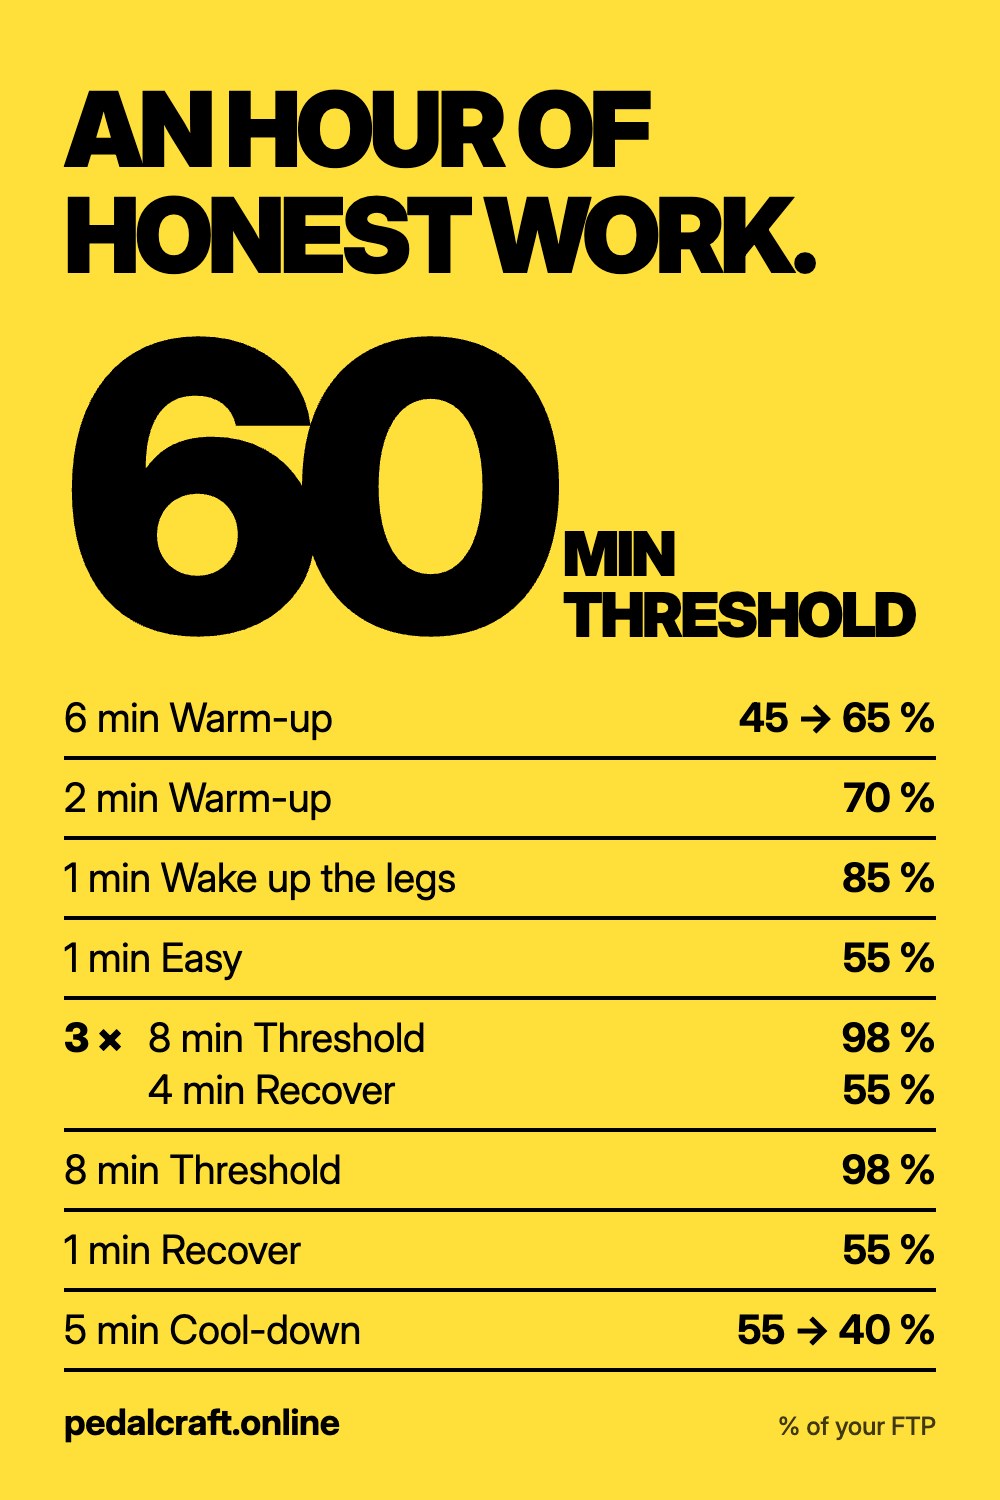 AN HOUR OF
HONEST WORK.
60 MIN
THRESHOLD
6 min Warm-up 45 → 65 %
2 min Warm-up 70 %
1 min Wake up the legs 85 %
1 min Easy 55 %
3 × 8 min Threshold 98 %
4 min Recover 55 %
8 min Threshold 98 %
1 min Recover 55 %
5 min Cool-down 55 → 40 %
pedalcraft.online % of your FTP